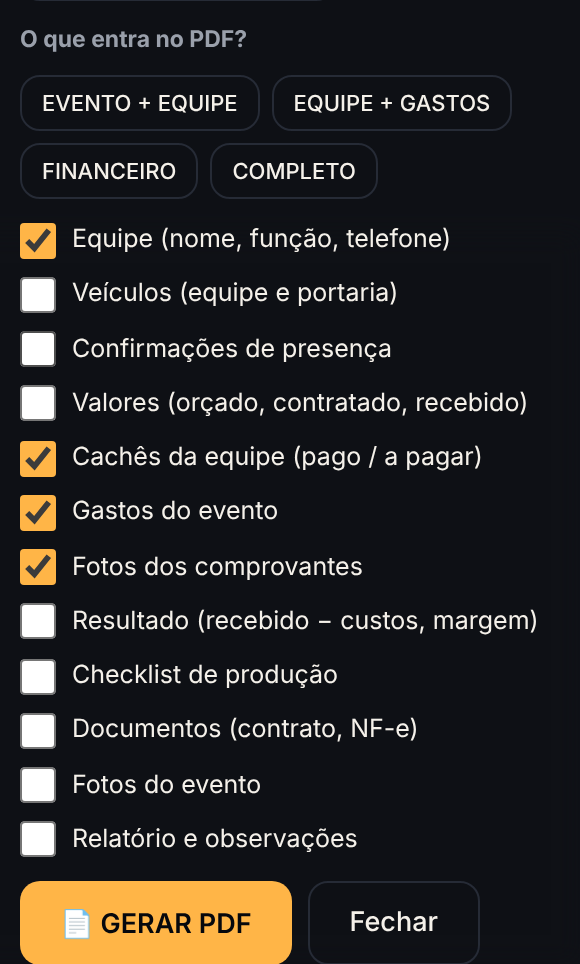 O que entra no PDF?
EVENTO + EQUIPE
EQUIPE + GASTOS
FINANCEIRO
COMPLETO
Equipe (nome, função, telefone)
Veículos (equipe e portaria)
Confirmações de presença
Valores (orçado, contratado, recebido)
Cachês da equipe (pago / a pagar)
Gastos do evento
Fotos dos comprovantes
Resultado (recebido − custos, margem)
Checklist de produção
Documentos (contrato, NF-e)
Fotos do evento
Relatório e observações
📄 GERAR PDF
Fechar